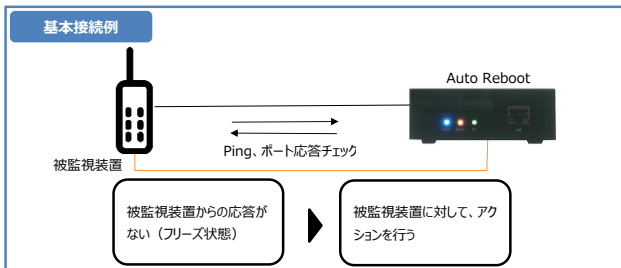 基本接続例
Auto Reboot
Ping、ポート応答チェック
被監視装置
被監視装置からの応答が
ない（フリーズ状態）
被監視装置に対して、アク
ションを行う